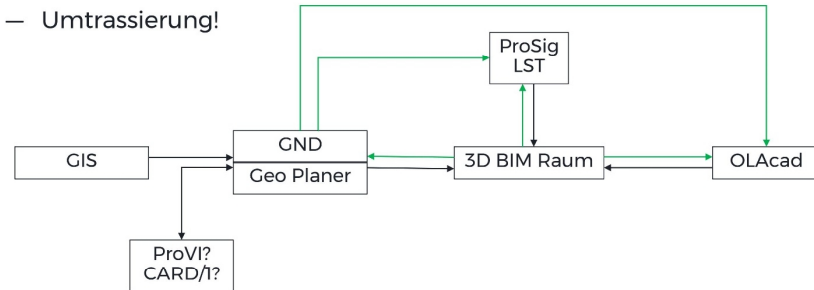 — Umtrassierung!
ProSig
LST
GND
GIS
3D BIM Raum
OLAcad
Geo Planer
ProVI?
CARD/1?